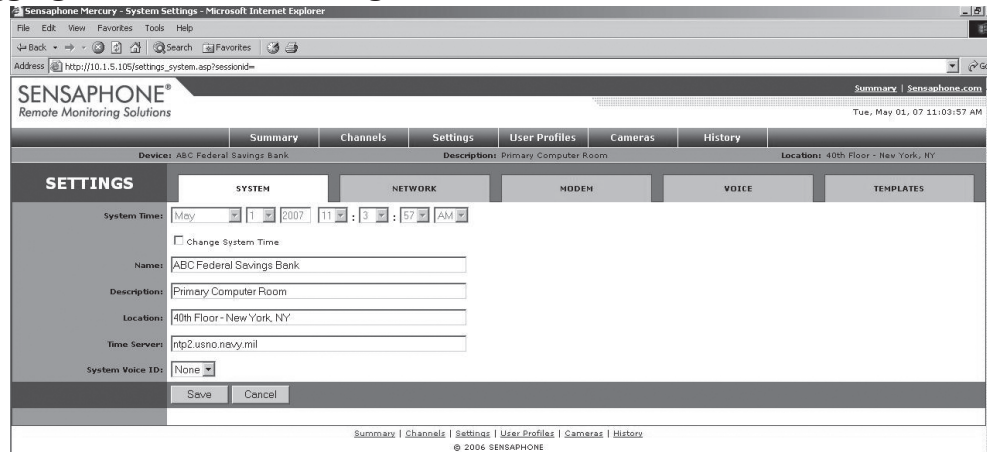 Sensaphone Mercury - System Settings - Microsoft Internet Explorer
File Edit View Favorites Tools Help
Back Search Favorites
Address http://10.1.5.105/settings_system.asp?sessionid=
SENSAPHONE®
Remote Monitoring Solutions
Summary | Sensaphone.com
Tue, May 01, 07 11:03:57 AM
Summary Channels Settings User Profiles Cameras History
Device: ABC Federal Savings Bank Description: Primary Computer Room Location: 40th Floor - New York, NY
SETTINGS SYSTEM NETWORK MODEM VOICE TEMPLATES
System Time: May 1 2007 11 : 3 : 57 AM
Change System Time
Name: ABC Federal Savings Bank
Description: Primary Computer Room
Location: 40th Floor - New York, NY
Time Server: ntp2.usno.navy.mil
System Voice ID: None
Save Cancel
Summary | Channels | Settings | User Profiles | Cameras | History
© 2006 SENSAPHONE